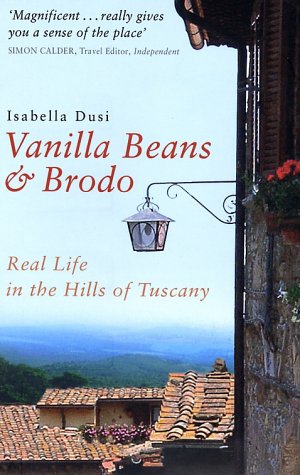 'Magnificent . . . really gives
you a sense of the place'
SIMON CALDER, Travel Editor, Independent
Isabella Dusi
Vanilla Beans
& Brodo
Real Life
in the Hills of Tuscany